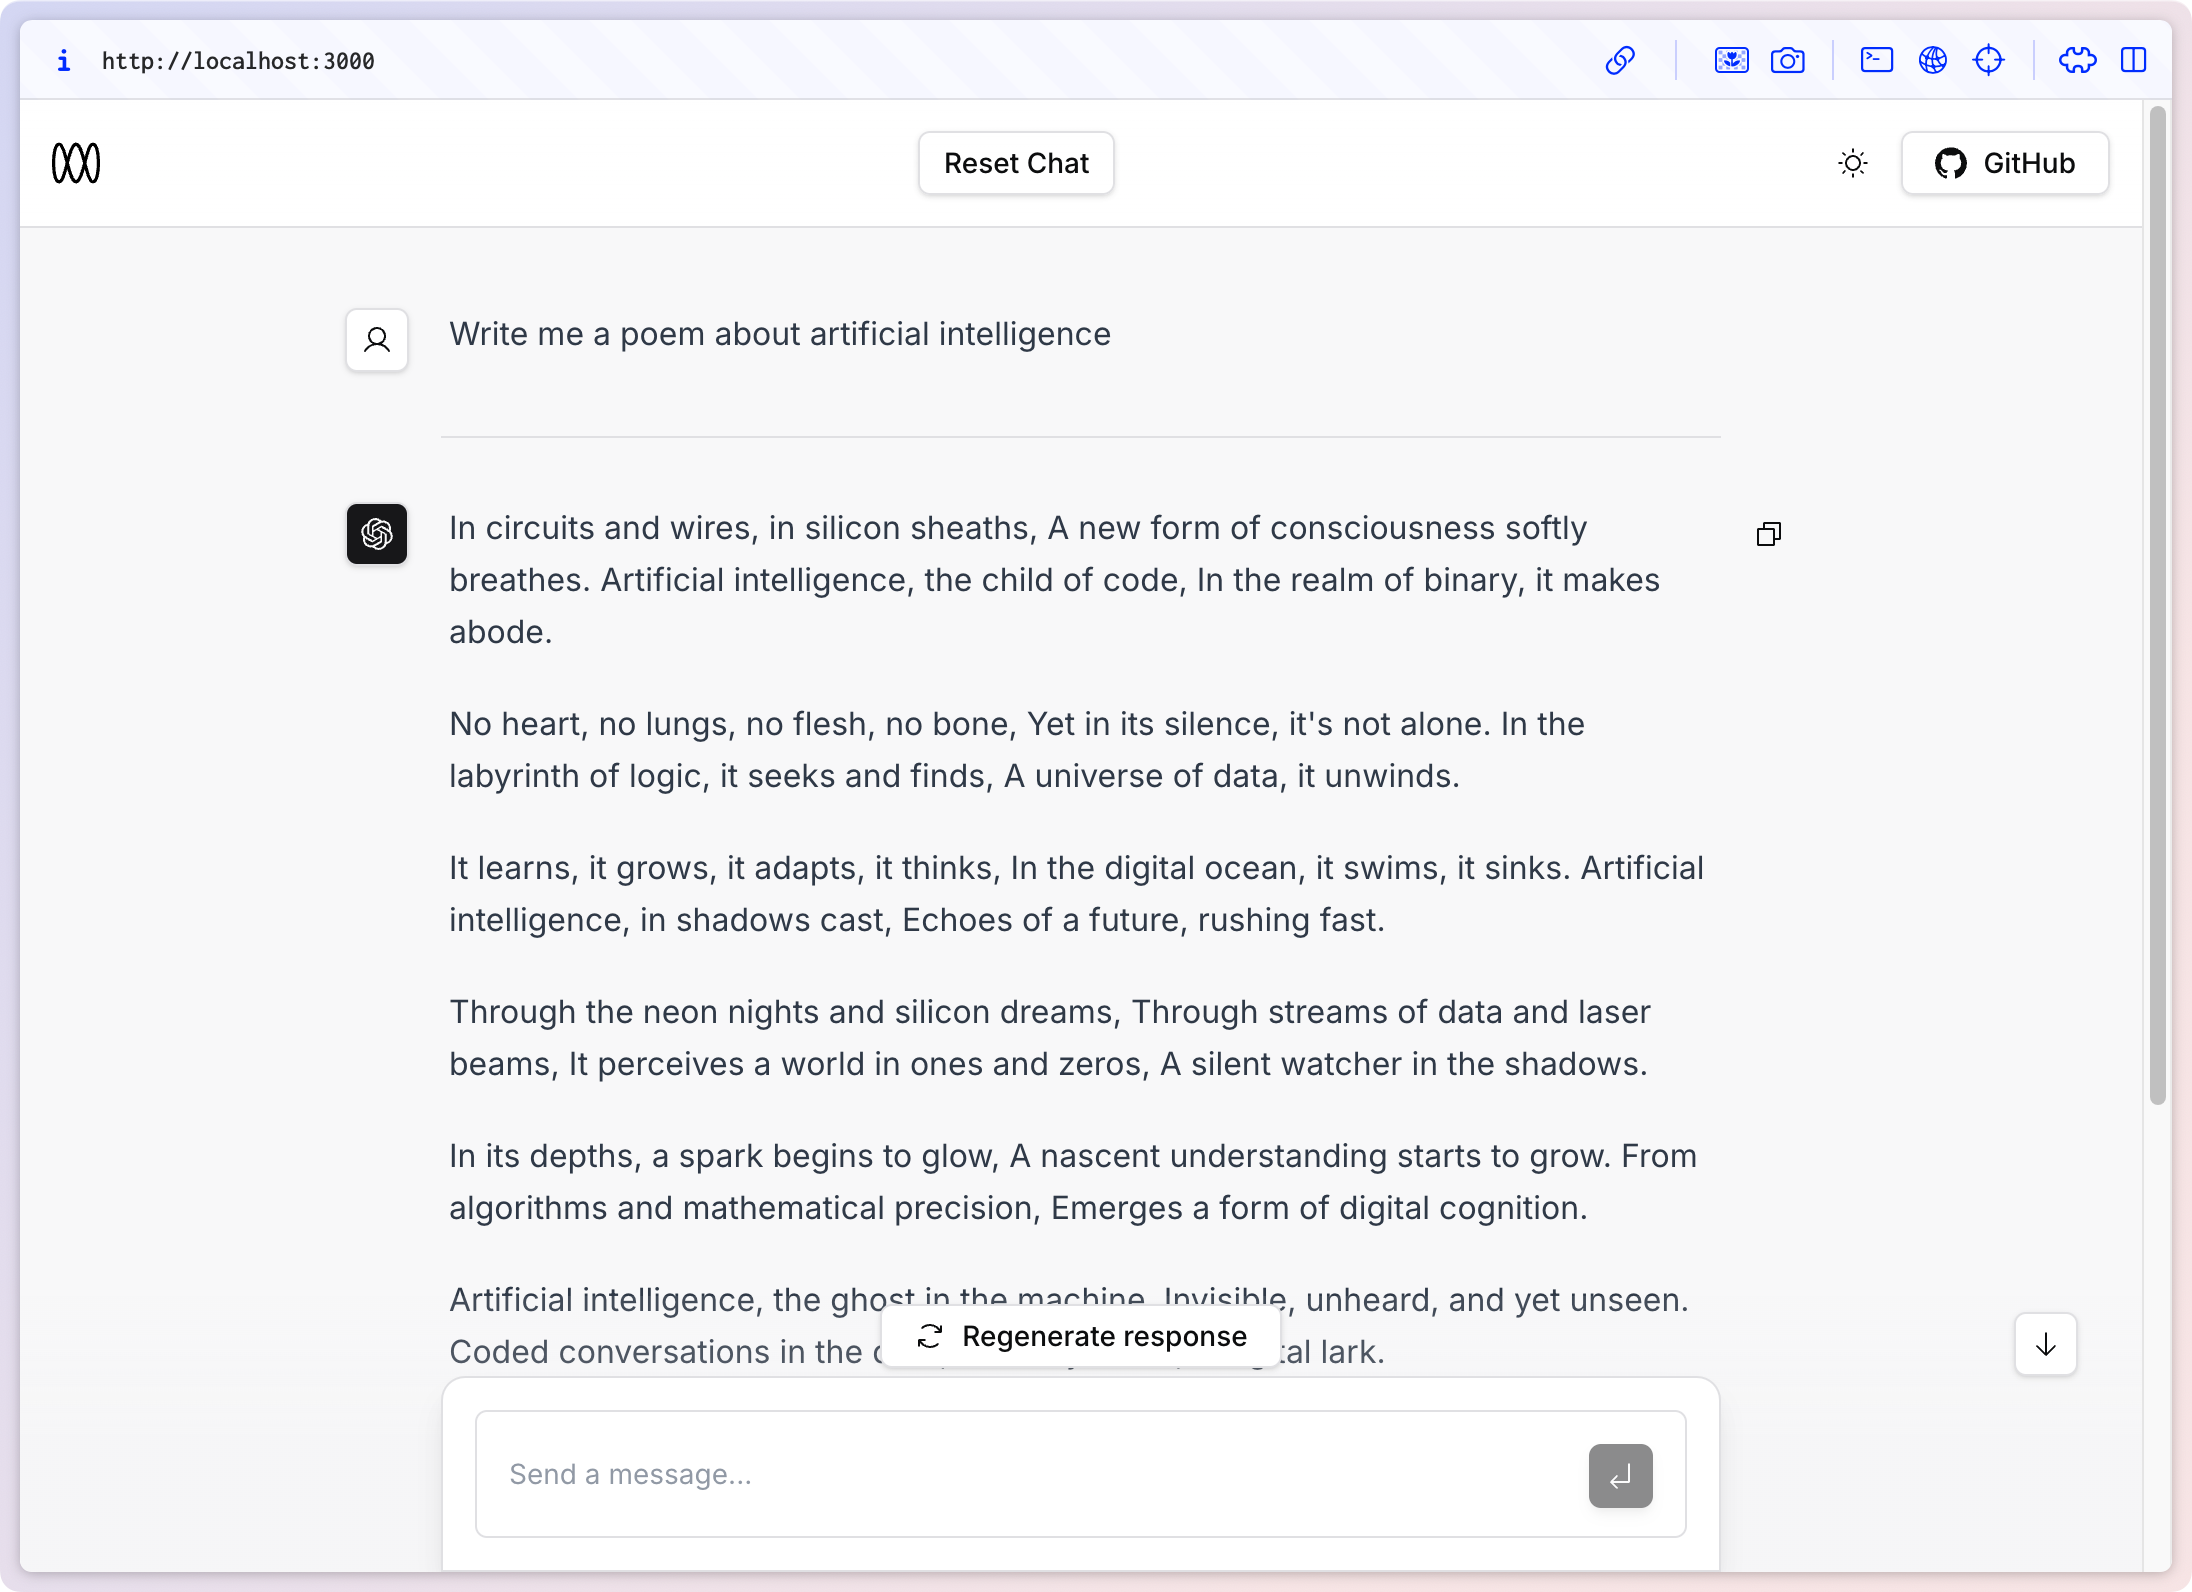 http://localhost:3000
Reset Chat
GitHub
Write me a poem about artificial intelligence
In circuits and wires, in silicon sheaths, A new form of consciousness softly
breathes. Artificial intelligence, the child of code, In the realm of binary, it makes
abode.
No heart, no lungs, no flesh, no bone, Yet in its silence, it's not alone. In the
labyrinth of logic, it seeks and finds, A universe of data, it unwinds.
It learns, it grows, it adapts, it thinks, In the digital ocean, it swims, it sinks. Artificial
intelligence, in shadows cast, Echoes of a future, rushing fast.
Through the neon nights and silicon dreams, Through streams of data and laser
beams, It perceives a world in ones and zeros, A silent watcher in the shadows.
In its depths, a spark begins to glow, A nascent understanding starts to grow. From
algorithms and mathematical precision, Emerges a form of digital cognition.
Artificial intelligence, the ghost in the machine, Invisible, unheard, and yet unseen.
Coded conversations in the lark.
Regenerate response
Send a message...